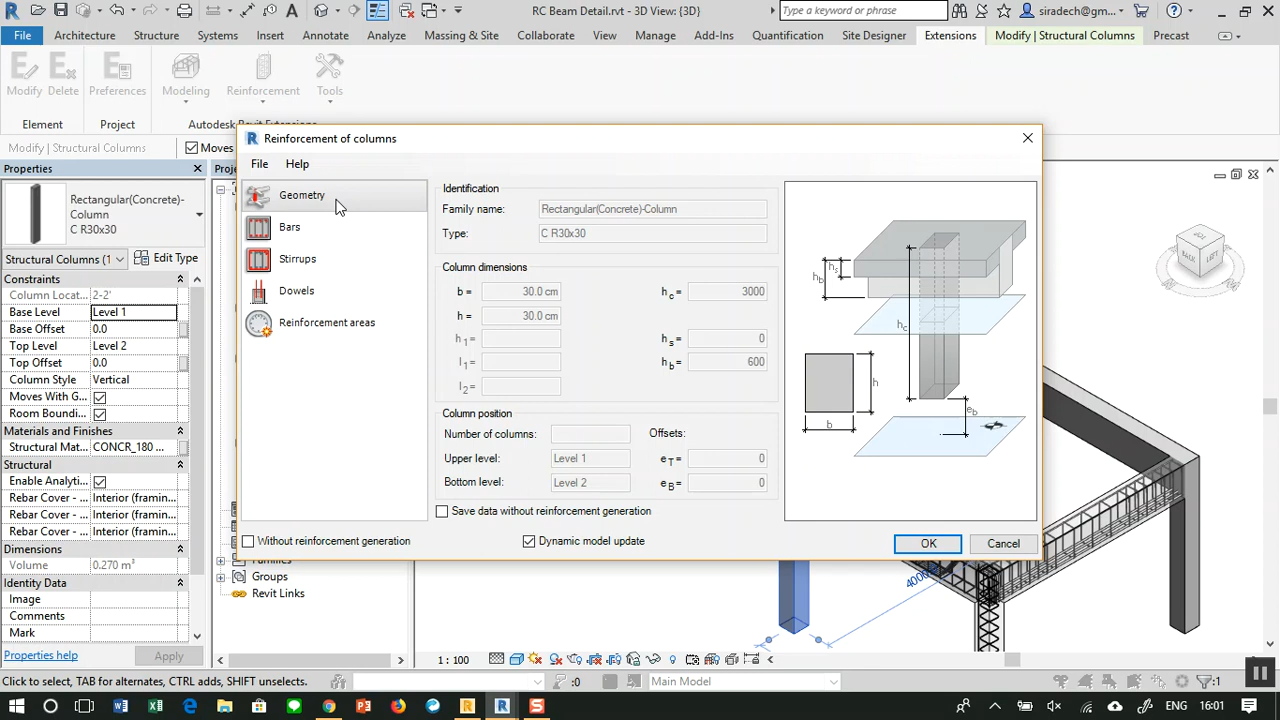 RC Beam Detail.rvt - 3D View: {3D}
Type a keyword or phrase
siradech@gm...
File Architecture Structure Systems Insert Annotate Analyze Massing & Site Collaborate View Manage Add-Ins Quantification Site Designer Extensions Modify | Structural Columns Precast
Modify Delete Preferences Modeling Reinforcement Tools
Element Project Autodesk Revit Extensions
Modify | Structural Columns
Moves
Reinforcement of columns
File Help
Geometry
Bars
Stirrups
Dowels
Reinforcement areas
Identification
Family name: Rectangular(Concrete)-Column
Type: C R30x30
Column dimensions
b = 30.0 cm
h = 30.0 cm
h1 =
l1 =
l2 =
hc = 3000
hs = 0
hb = 600
Column position
Number of columns:
Upper level: Level 1
Bottom level: Level 2
Offsets:
eT = 0
eB = 0
Save data without reinforcement generation
Without reinforcement generation
Dynamic model update
OK
Cancel
hs
hb
hc
h
b
eb
Properties
Rectangular(Concrete)-
Column
C R30x30
Structural Columns (1
Edit Type
Constraints
Column Locat... 2-2'
Base Level Level 1
Base Offset 0.0
Top Level Level 2
Top Offset 0.0
Column Style Vertical
Moves With G...
Room Boundin...
Materials and Finishes
Structural Mat... CONCR_180 ...
Structural
Enable Analyti...
Rebar Cover - ... Interior (framin...
Rebar Cover - ... Interior (framin...
Rebar Cover - ... Interior (framin...
Dimensions
Volume 0.270 m³
Identity Data
Image
Comments
Mark
Properties help
Apply
Families
Groups
Revit Links
BACK
LEFT
1 : 100
Click to select, TAB for alternates, CTRL adds, SHIFT unselects.
:0
Main Model
:1
ENG
16:01